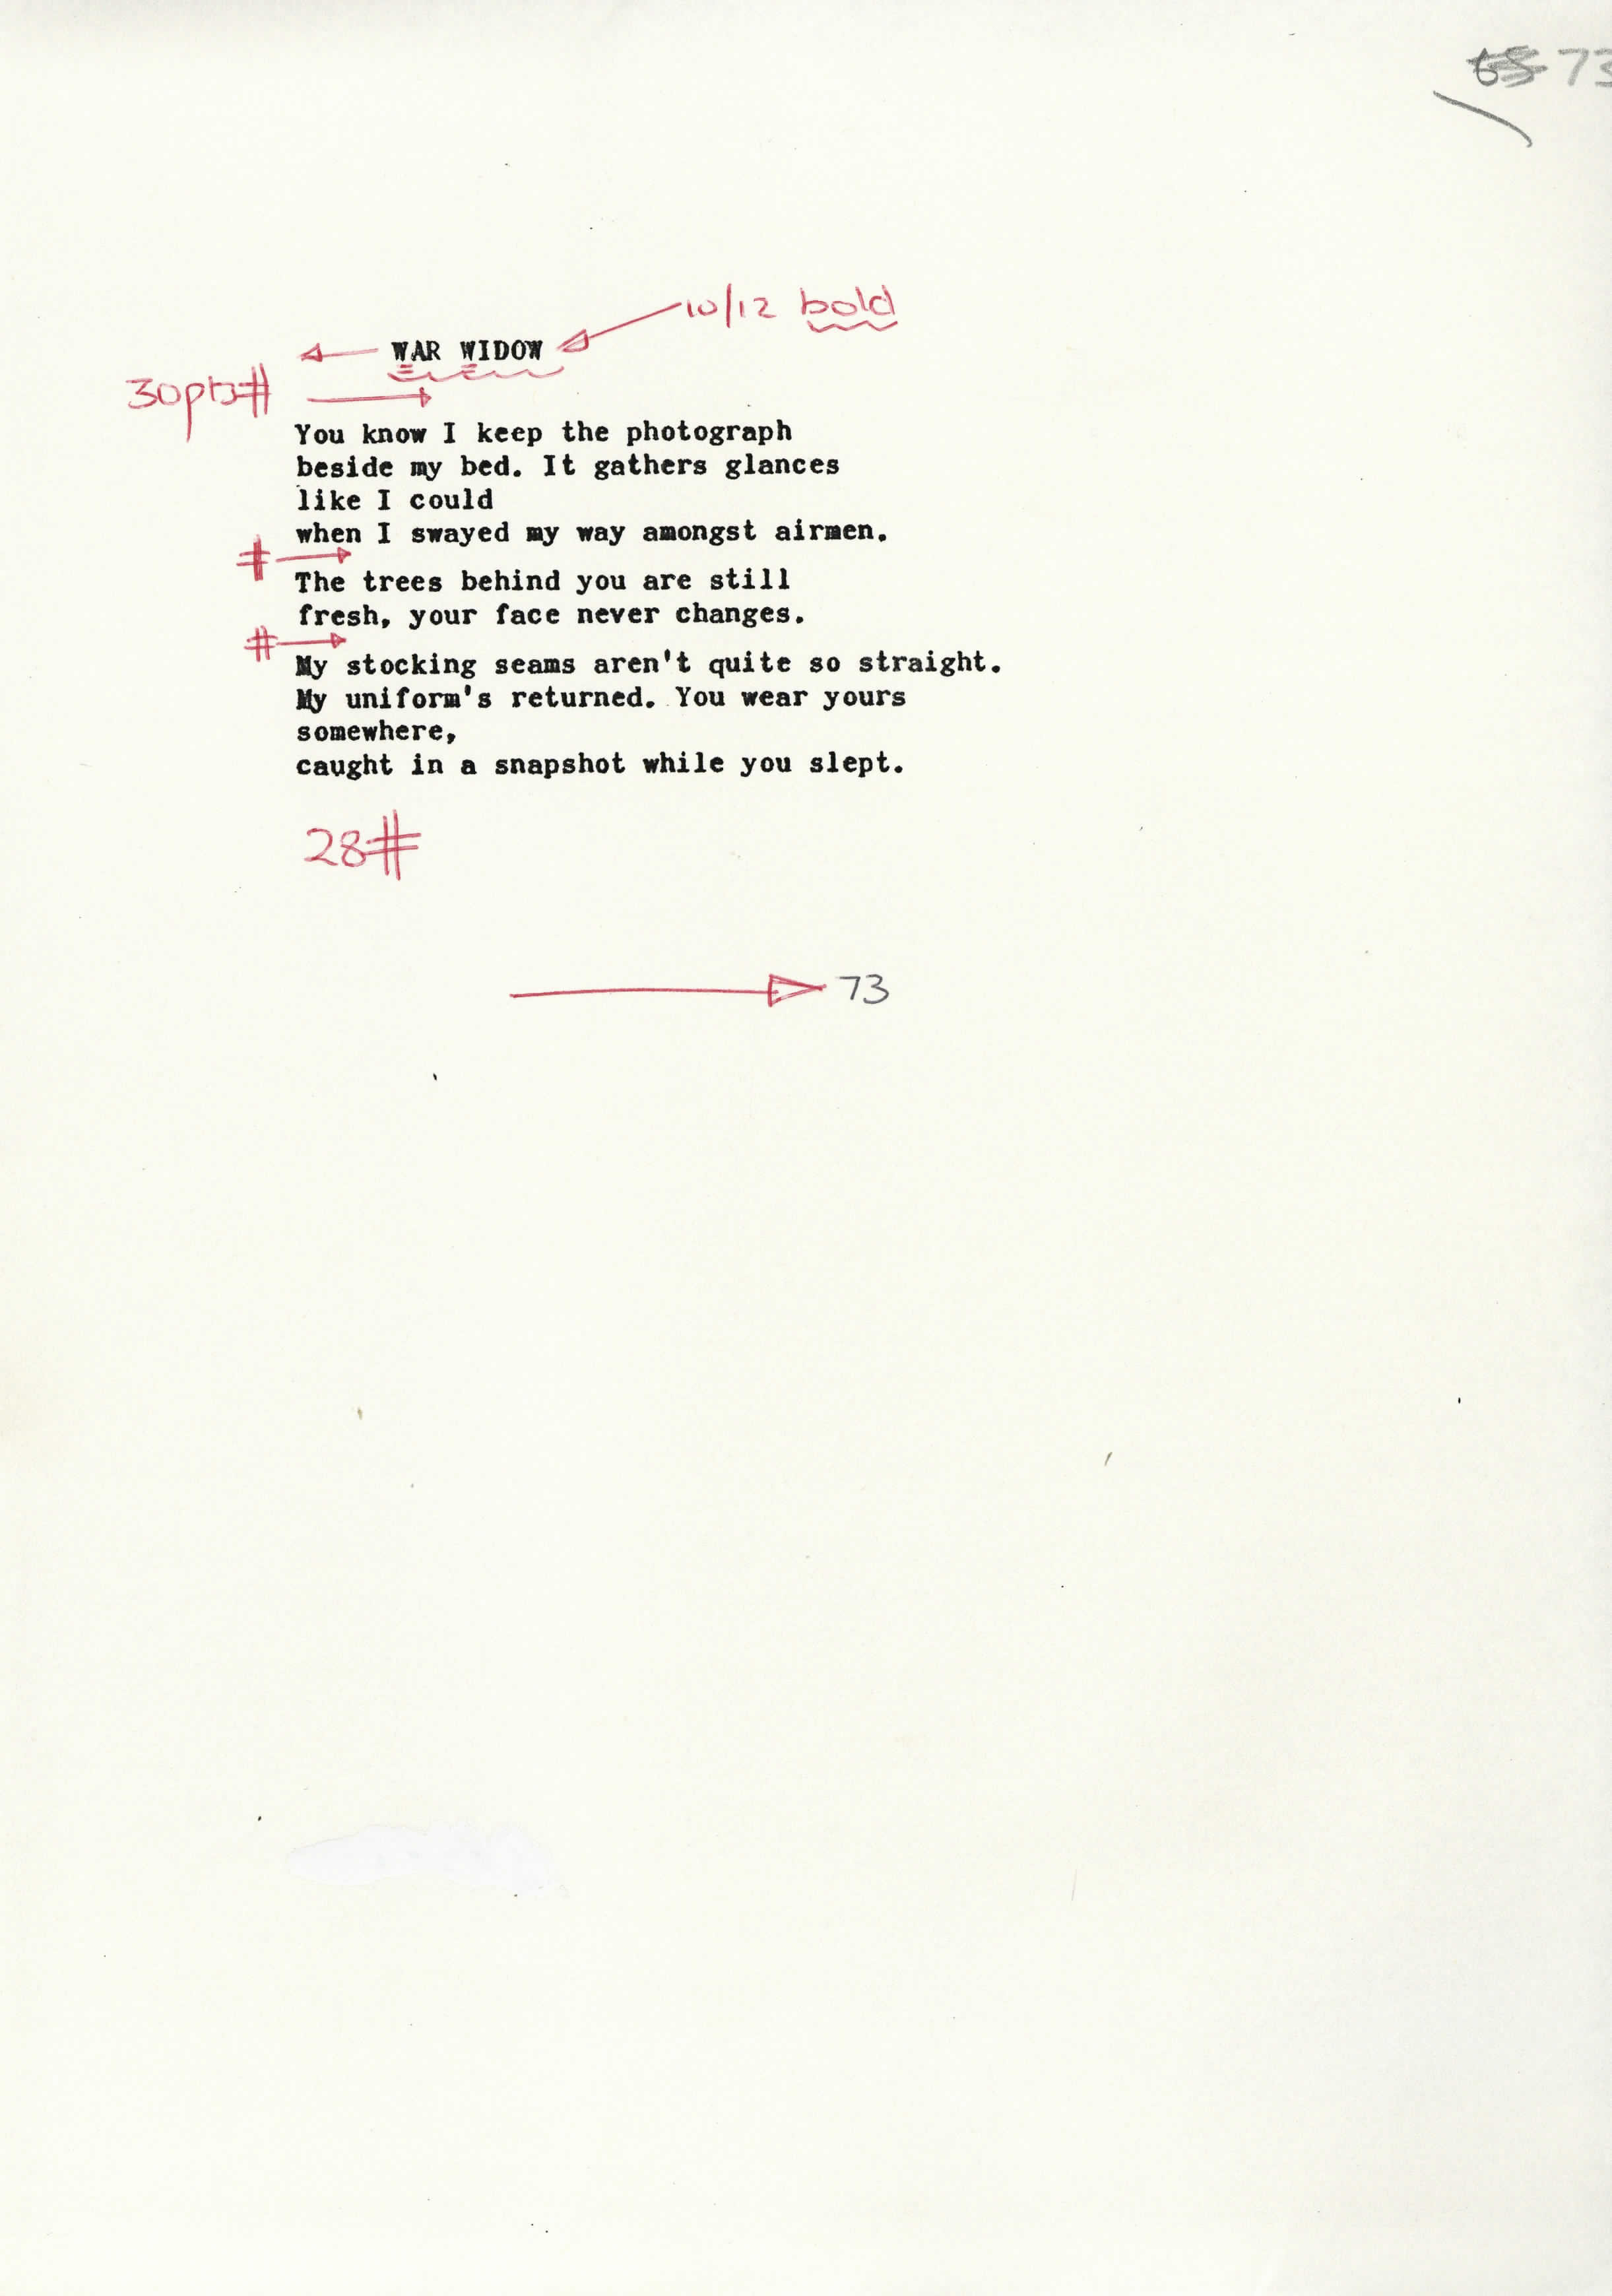 65 73
10/12 bold
WAR WIDOW
30pts#
You know I keep the photograph
beside my bed. It gathers glances
like I could
when I swayed my way amongst airmen.
#
The trees behind you are still
fresh, your face never changes.
#
My stocking seams aren't quite so straight.
My uniform's returned. You wear yours
somewhere,
caught in a snapshot while you slept.
28#
73